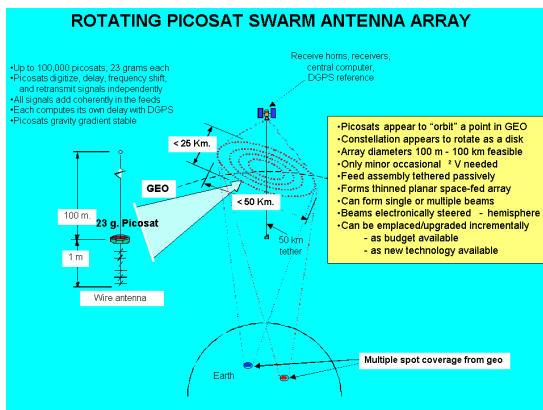 ROTATING PICOSAT SWARM ANTENNA ARRAY
•Up to 100,000 picosats, 23 grams each
•Picosats digitize, delay, frequency shift,
and retransmit signals independently
•All signals add coherently in the feeds
•Each computes its own delay with DGPS
•Picosats gravity gradient stable
Receive horns, receivers,
central computer,
DGPS reference
< 25 Km.
GEO
< 50 Km.
100 m.
23 g. Picosat
1 m
Wire antenna
50 km
tether
•Picosats appear to "orbit" a point in GEO
•Constellation appears to rotate as a disk
•Array diameters 100 m - 100 km feasible
•Only minor occasional ² V needed
•Feed assembly tethered passively
•Forms thinned planar space-fed array
•Can form single or multiple beams
•Beams electronically steered - hemisphere
•Can be emplaced/upgraded incrementally
- as budget available
- as new technology available
Earth
Multiple spot coverage from geo